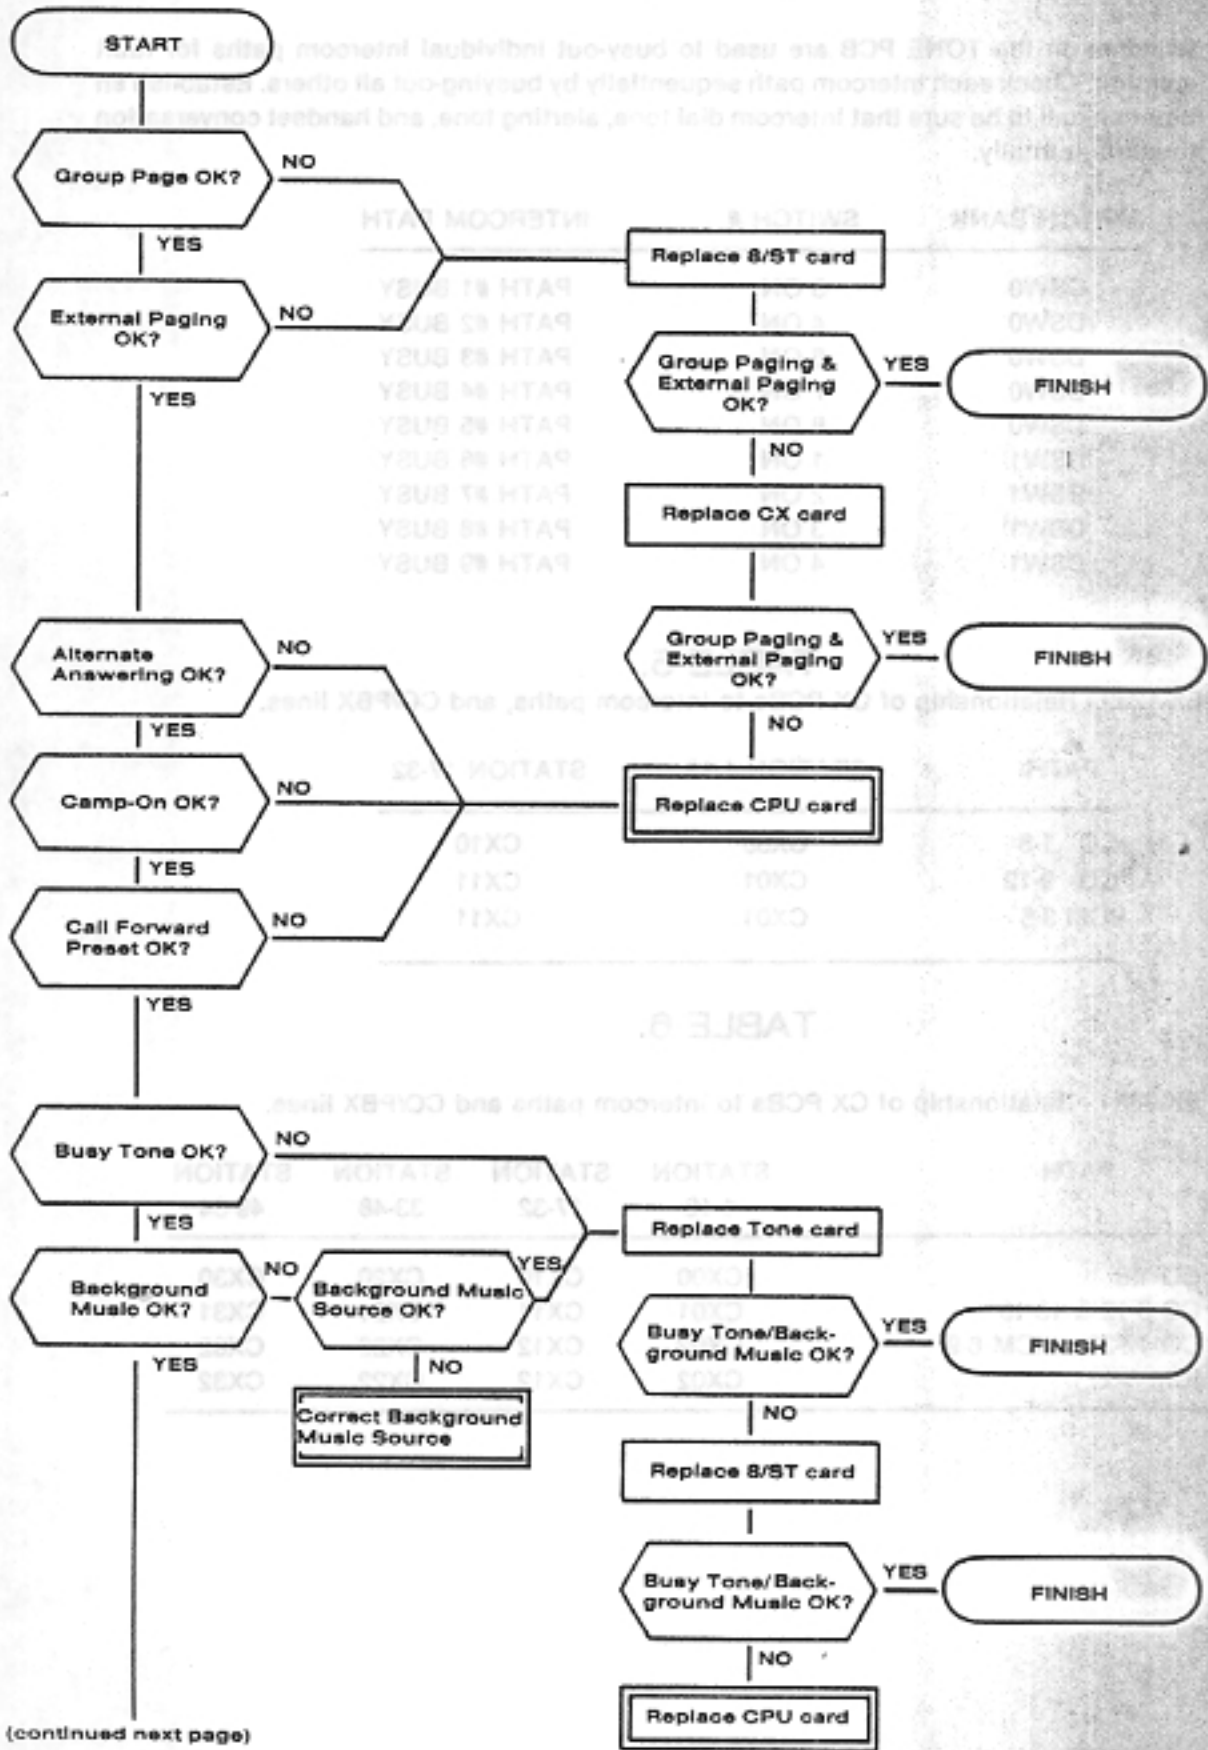 START
Group Page OK?
NO
YES
External Paging
OK?
NO
YES
Replace 8/ST card
Group Paging &
External Paging
OK?
YES
FINISH
NO
Replace CX card
Group Paging &
External Paging
OK?
YES
FINISH
NO
Replace CPU card
Alternate
Answering OK?
NO
YES
Camp-On OK?
NO
YES
Call Forward
Preset OK?
NO
YES
Busy Tone OK?
NO
YES
Background
Music OK?
NO
Background Music
Source OK?
YES
NO
Correct Background
Music Source
YES
Replace Tone card
Busy Tone/Back-
ground Music OK?
YES
FINISH
NO
Replace 8/ST card
Busy Tone/Back-
ground Music OK?
YES
FINISH
NO
Replace CPU card
(continued next page)